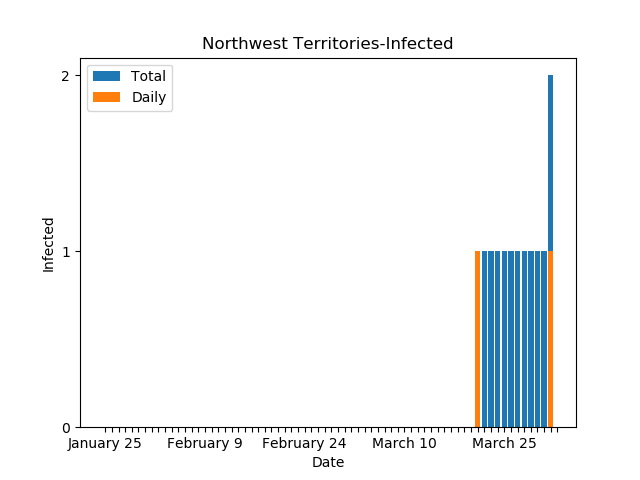 Northwest Territories-Infected
Total
Daily
2
1
0
Infected
January 25 February 9 February 24 March 10 March 25
Date